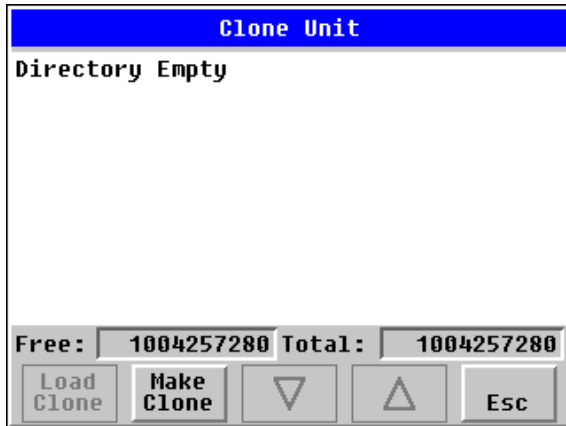 Clone Unit
Directory Empty
Free: 1004257280 Total: 1004257280
Load Clone
Make Clone
Esc